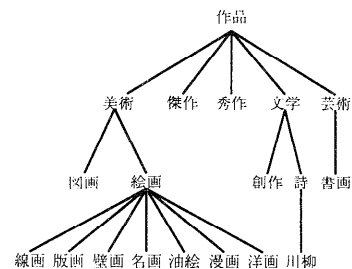 作品
美術 傑作 秀作 文学 芸術
図画 絵画 創作 詩 書画
線画 版画 壁画 名画 油絵 漫画 洋画 川柳